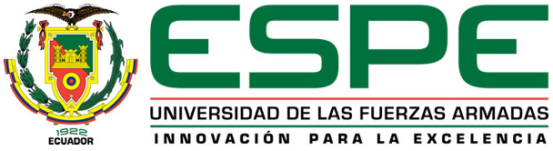 ESPE
UNIVERSIDAD DE LAS FUERZAS ARMADAS
INNOVACIÓN PARA LA EXCELENCIA
1922
ECUADOR